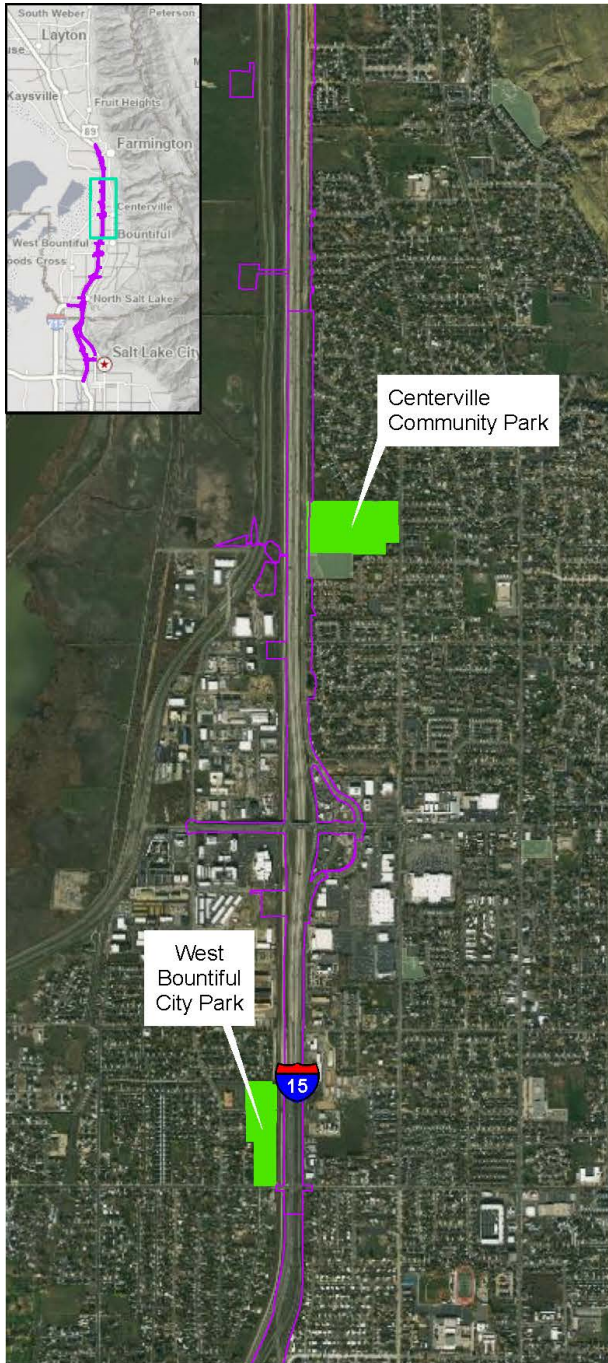 South Weber
Peterson
Layton
Kaysville
Fruit Heights
89
Farmington
Centerville
West Bountiful
Bountiful
oods Cross
North Salt Lake
215
Salt Lake City
Centerville
Community Park
West
Bountiful
City Park
15